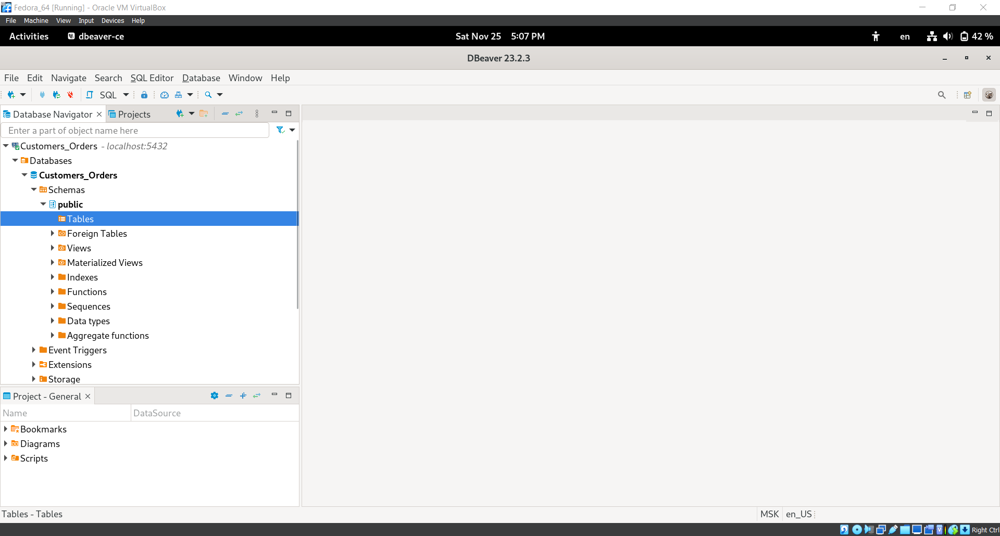 Fedora_64 [Running] - Oracle VM VirtualBox
File Machine View Input Devices Help
Activities dbeaver-ce Sat Nov 25 5:07 PM en 42 %
DBeaver 23.2.3
File Edit Navigate Search SQL Editor Database Window Help
SQL
Database Navigator Projects
Enter a part of object name here
Customers_Orders - localhost:5432
Databases
Customers_Orders
Schemas
public
Tables
Foreign Tables
Views
Materialized Views
Indexes
Functions
Sequences
Data types
Aggregate functions
Event Triggers
Extensions
Storage
Project - General
Name DataSource
Bookmarks
Diagrams
Scripts
Tables - Tables MSK en_US
Right Ctrl